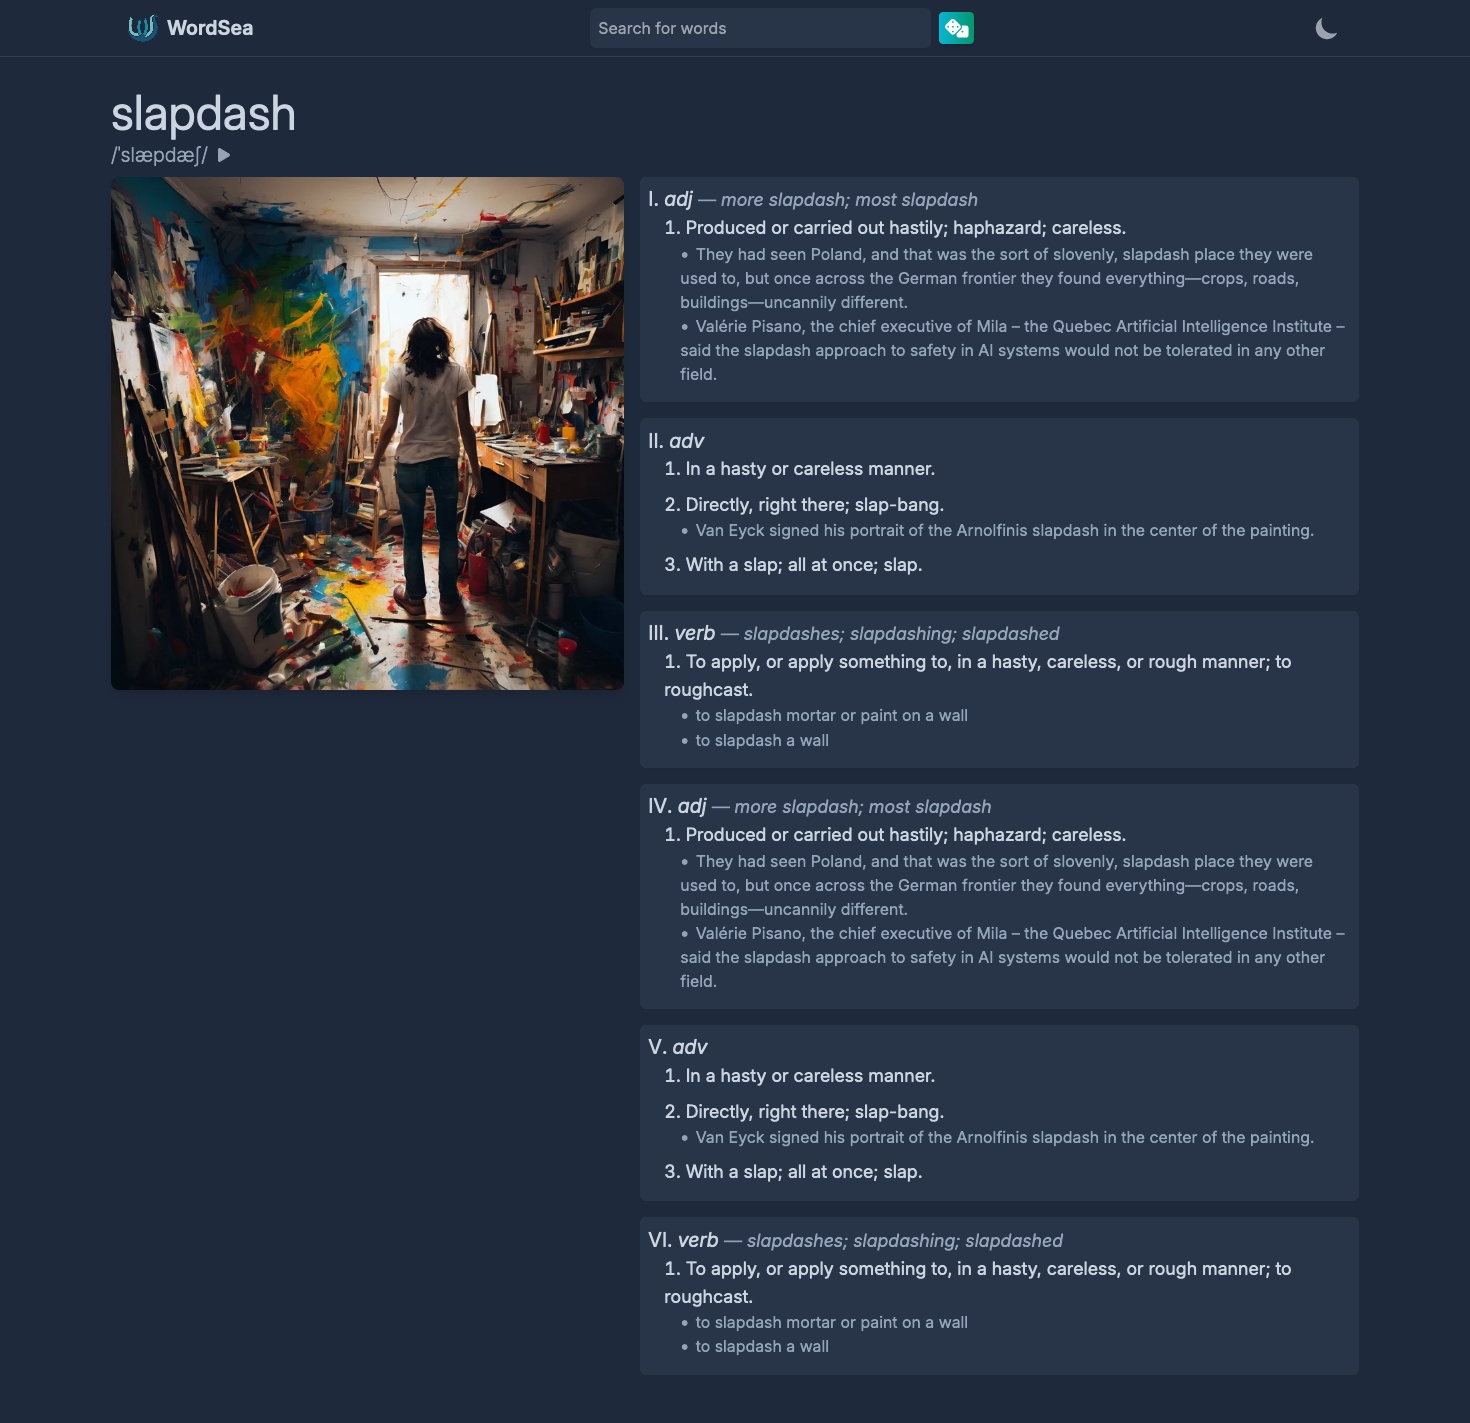 WordSea
Search for words
slapdash
/ˈslæpdæʃ/
I. adj — more slapdash; most slapdash
1. Produced or carried out hastily; haphazard; careless.
• They had seen Poland, and that was the sort of slovenly, slapdash place they were
used to, but once across the German frontier they found everything—crops, roads,
buildings—uncannily different.
• Valérie Pisano, the chief executive of Mila – the Quebec Artificial Intelligence Institute –
said the slapdash approach to safety in AI systems would not be tolerated in any other
field.
II. adv
1. In a hasty or careless manner.
2. Directly, right there; slap-bang.
• Van Eyck signed his portrait of the Arnolfinis slapdash in the center of the painting.
3. With a slap; all at once; slap.
III. verb — slapdashes; slapdashing; slapdashed
1. To apply, or apply something to, in a hasty, careless, or rough manner; to
roughcast.
• to slapdash mortar or paint on a wall
• to slapdash a wall
IV. adj — more slapdash; most slapdash
1. Produced or carried out hastily; haphazard; careless.
• They had seen Poland, and that was the sort of slovenly, slapdash place they were
used to, but once across the German frontier they found everything—crops, roads,
buildings—uncannily different.
• Valérie Pisano, the chief executive of Mila – the Quebec Artificial Intelligence Institute –
said the slapdash approach to safety in AI systems would not be tolerated in any other
field.
V. adv
1. In a hasty or careless manner.
2. Directly, right there; slap-bang.
• Van Eyck signed his portrait of the Arnolfinis slapdash in the center of the painting.
3. With a slap; all at once; slap.
VI. verb — slapdashes; slapdashing; slapdashed
1. To apply, or apply something to, in a hasty, careless, or rough manner; to
roughcast.
• to slapdash mortar or paint on a wall
• to slapdash a wall